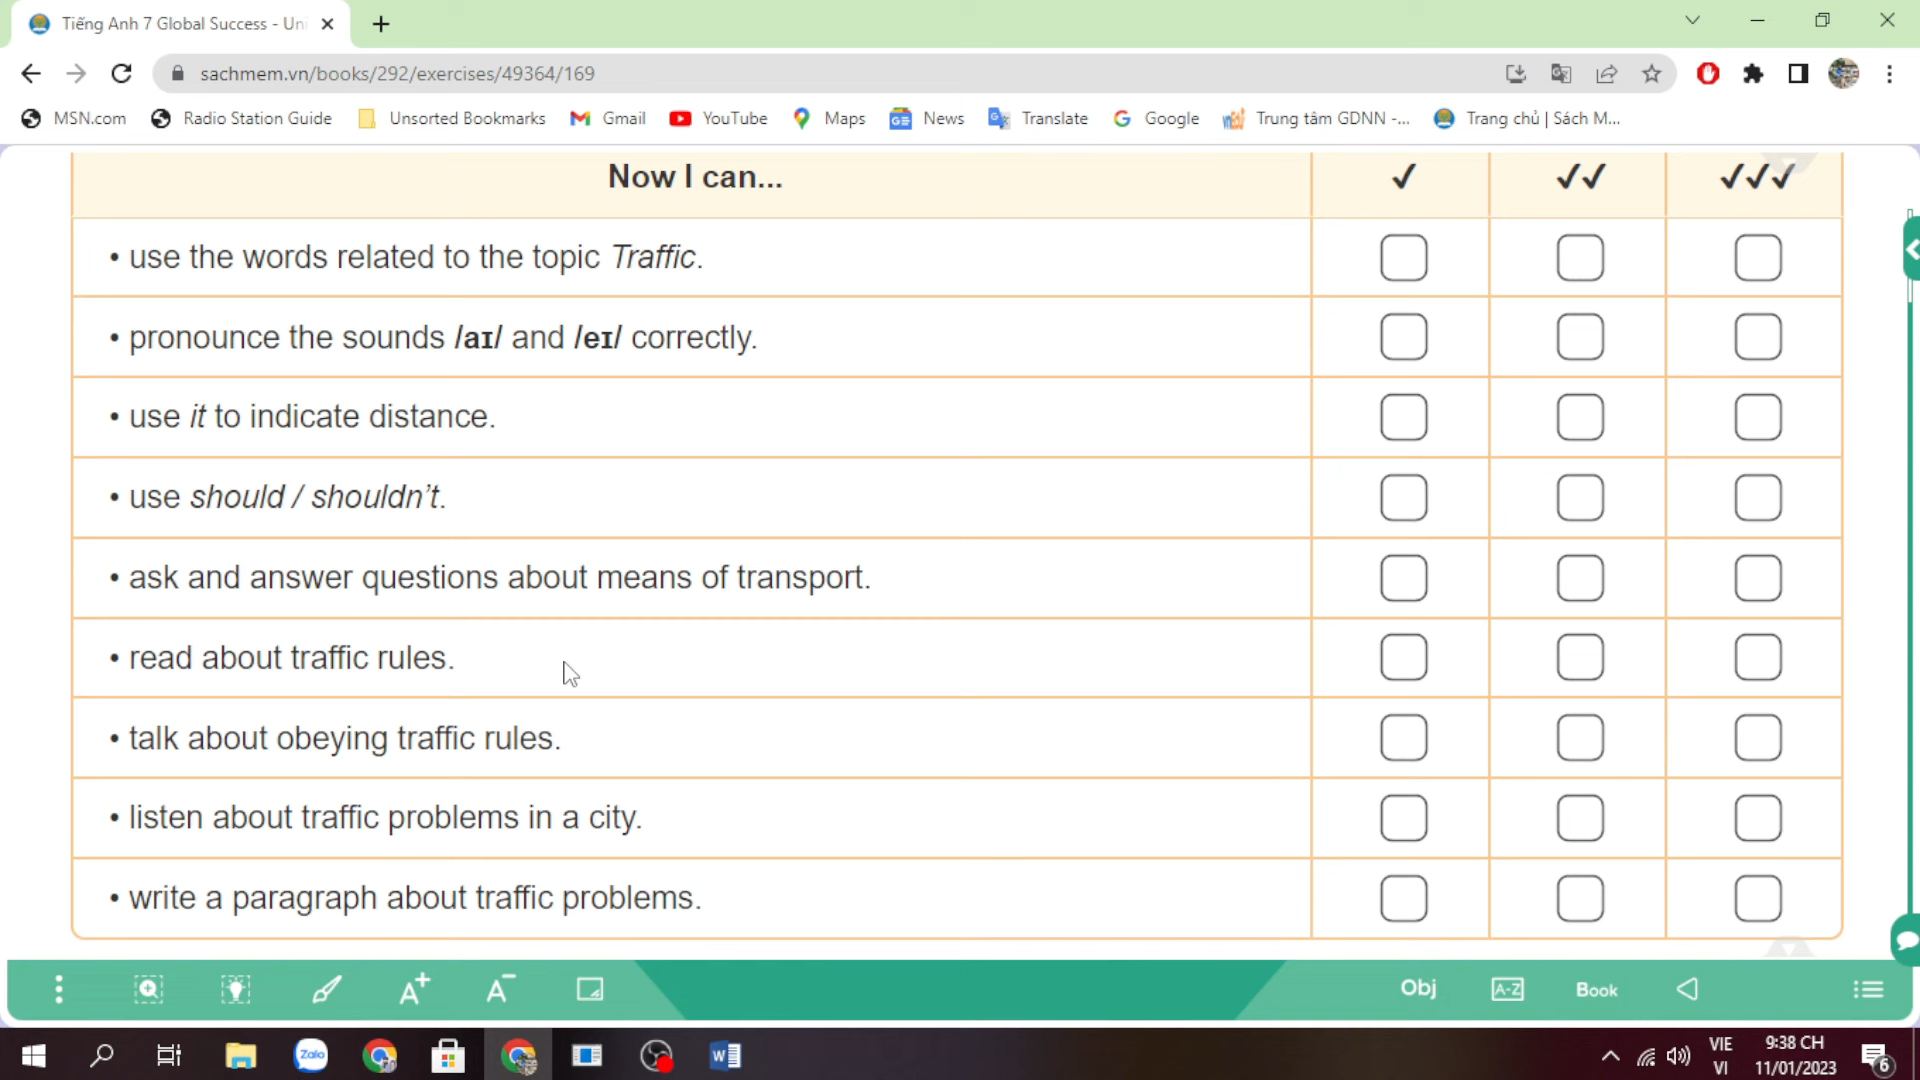 Tiếng Anh 7 Global Success - Uni
sachmem.vn/books/292/exercises/49364/169
MSN.com Radio Station Guide Unsorted Bookmarks Gmail YouTube Maps News Translate Google Trung tâm GDNN -... Trang chủ | Sách M...
Now I can... ✓ ✓✓ ✓✓✓
• use the words related to the topic Traffic.
• pronounce the sounds /aɪ/ and /eɪ/ correctly.
• use it to indicate distance.
• use should / shouldn't.
• ask and answer questions about means of transport.
• read about traffic rules.
• talk about obeying traffic rules.
• listen about traffic problems in a city.
• write a paragraph about traffic problems.
A+ A- Obj A-Z Book
Zalo W VIE 9:38 CH
VI 11/01/2023 6